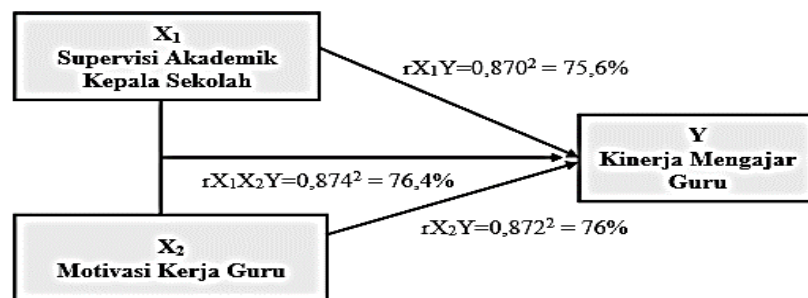 X₁
Supervisi Akademik
Kepala Sekolah
rX₁Y=0,870² = 75,6%
Y
Kinerja Mengajar
Guru
rX₁X₂Y=0,874² = 76,4%
rX₂Y=0,872² = 76%
X₂
Motivasi Kerja Guru